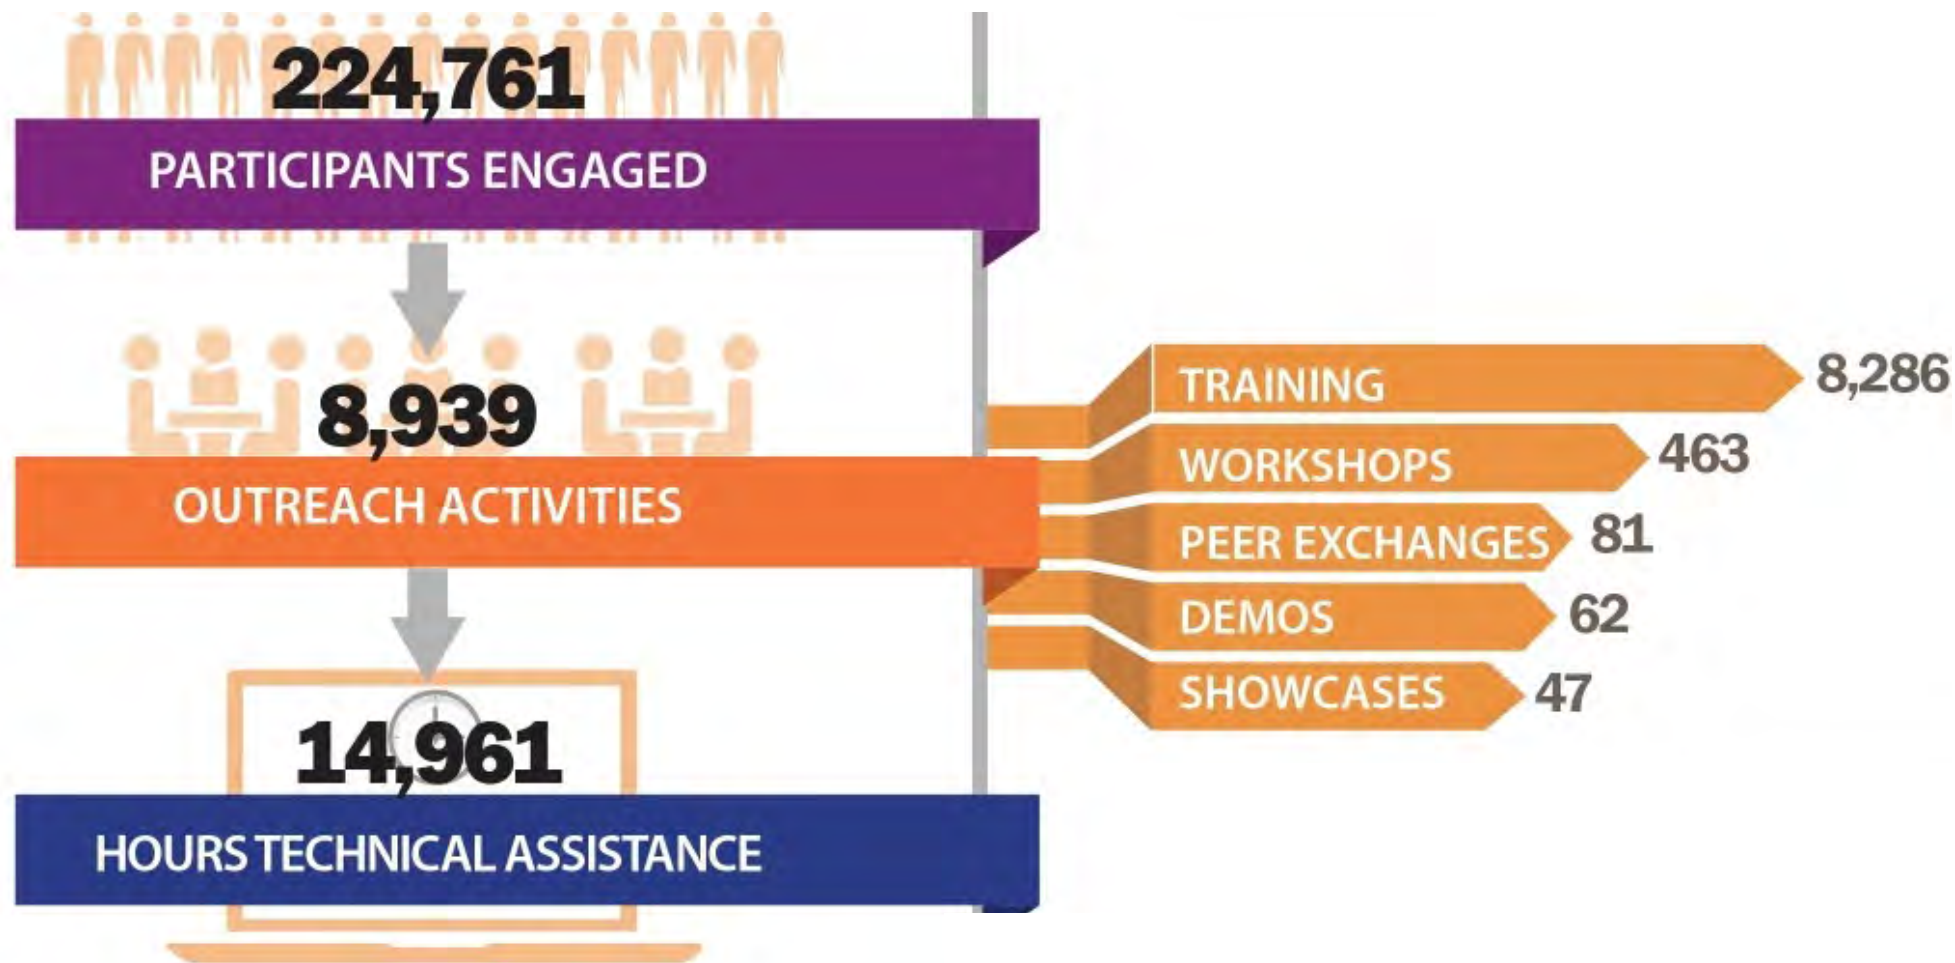 224,761
PARTICIPANTS ENGAGED
8,939
OUTREACH ACTIVITIES
TRAINING 8,286
WORKSHOPS 463
PEER EXCHANGES 81
DEMOS 62
SHOWCASES 47
14,961
HOURS TECHNICAL ASSISTANCE